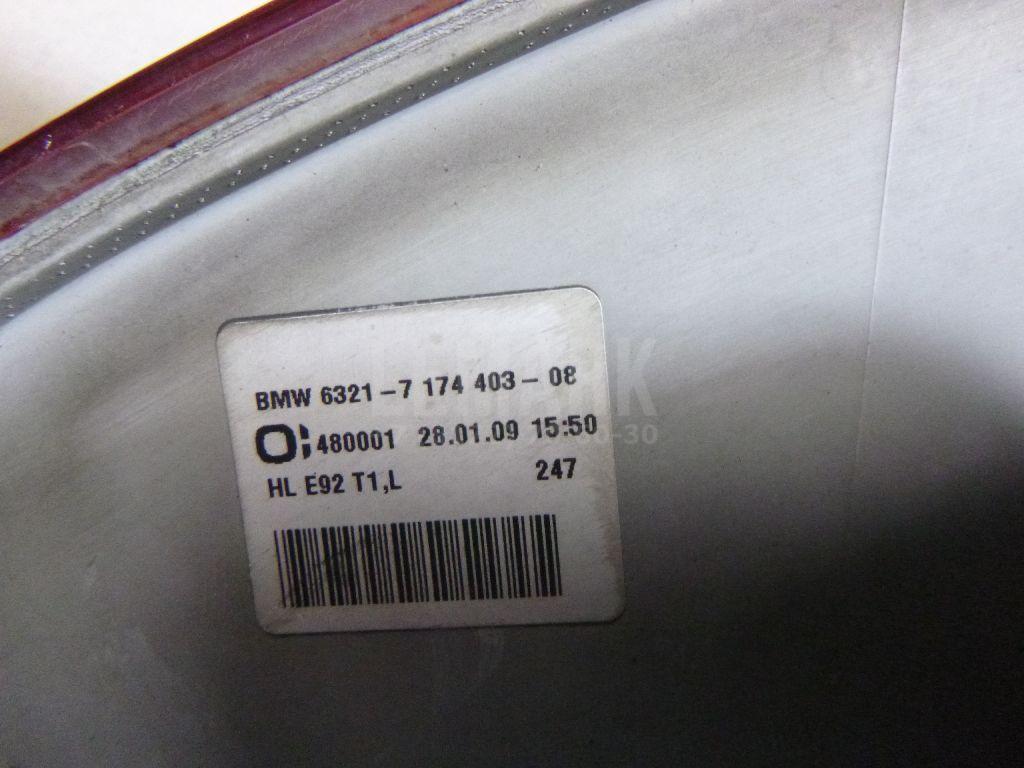 BMW 6321-7 174 403-08
480001 28.01.09 15:50
HL E92 T1,L 247